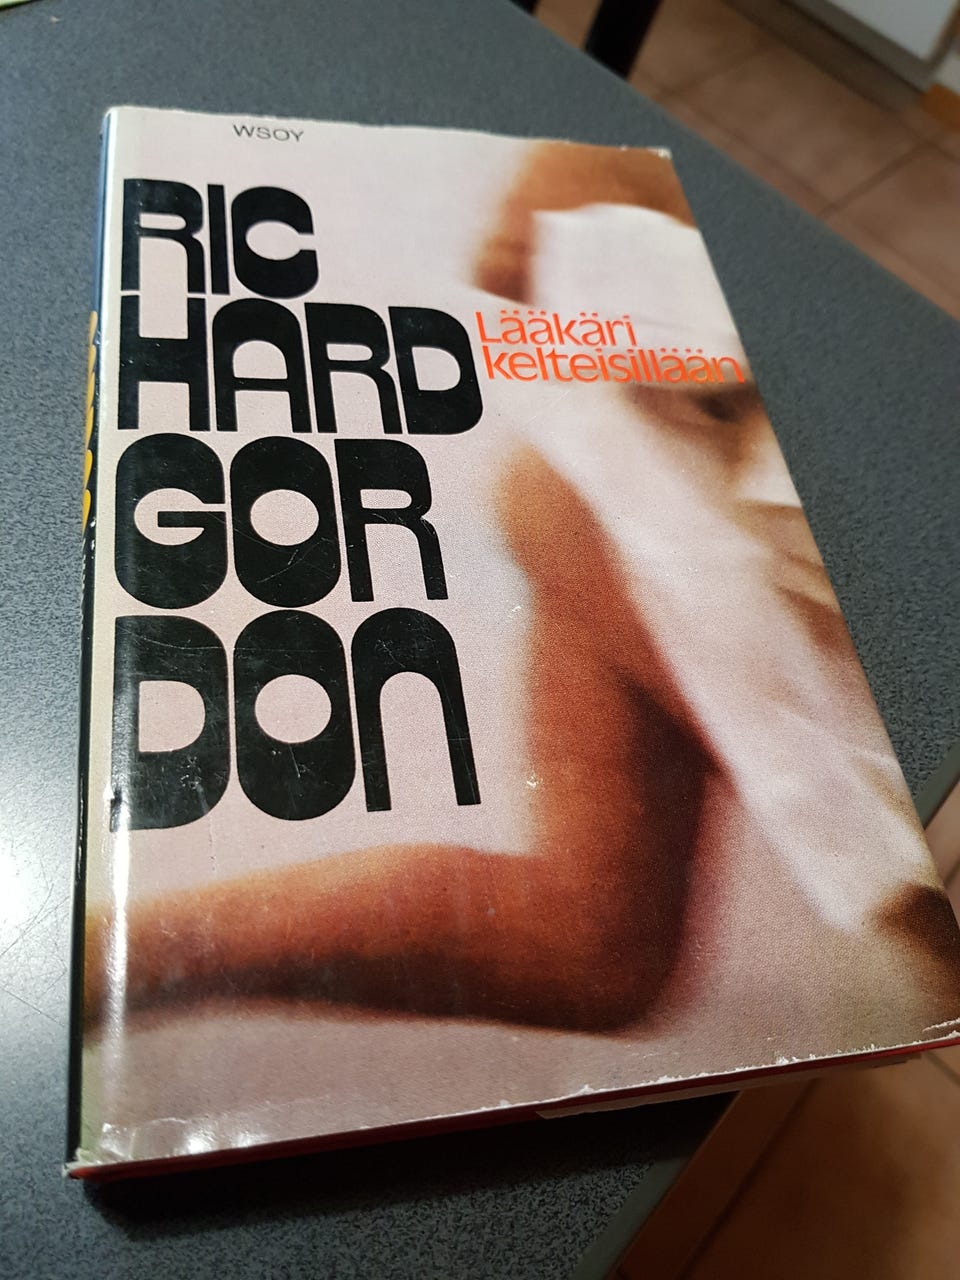 WSOY
RIC
HARD
GOR
DON
Lääkäri
kelteisillään